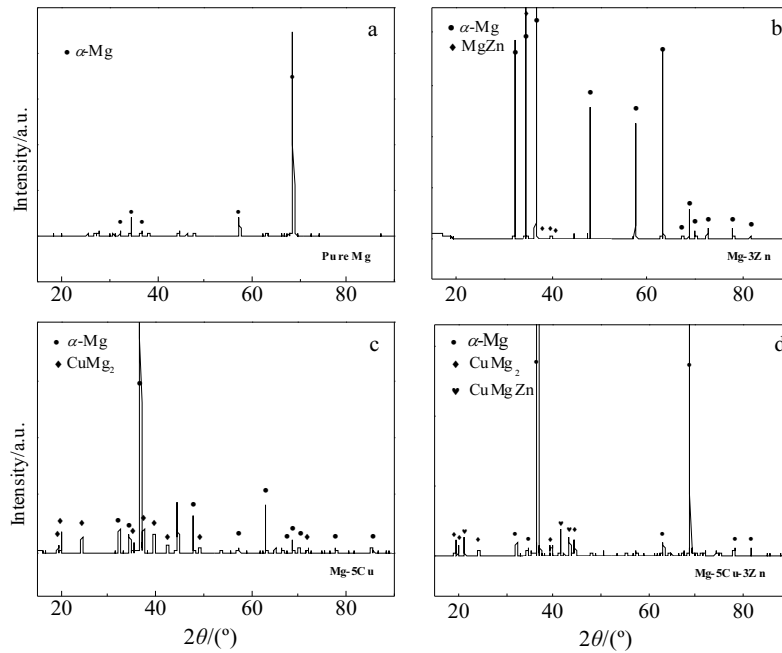 a
● α-Mg
Intensity/a.u.
Pure Mg
20 40 60 80
b
● α-Mg
♦ MgZn
Mg-3Zn
20 40 60 80
c
● α-Mg
♦ CuMg₂
Intensity/a.u.
Mg-5Cu
20 40 60 80
2θ/(º)
d
● α-Mg
♦ CuMg₂
♥ CuMgZn
Mg-5Cu-3Zn
20 40 60 80
2θ/(º)